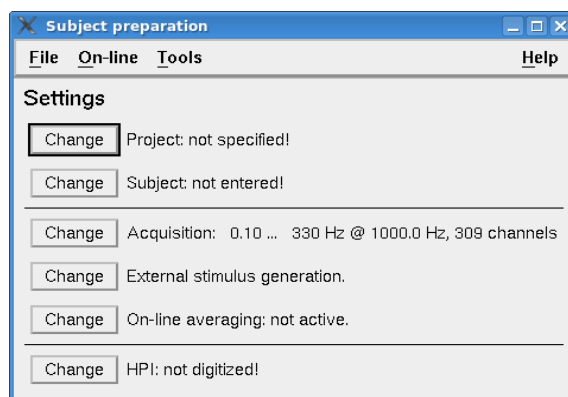 Subject preparation
File On-line Tools Help
Settings
Change Project: not specified!
Change Subject: not entered!
Change Acquisition: 0.10 ... 330 Hz @ 1000.0 Hz, 309 channels
Change External stimulus generation.
Change On-line averaging: not active.
Change HPI: not digitized!